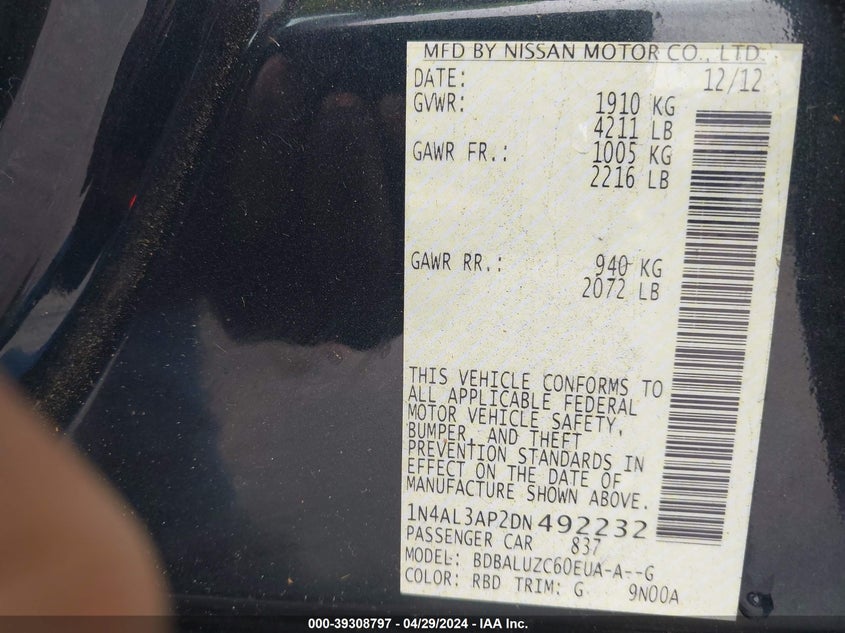 MFD BY NISSAN MOTOR CO., LTD.
DATE: 12/12
GVWR: 1910 KG
4211 LB
GAWR FR.: 1005 KG
2216 LB
GAWR RR.: 940 KG
2072 LB
THIS VEHICLE CONFORMS TO
ALL APPLICABLE FEDERAL
MOTOR VEHICLE SAFETY,
BUMPER, AND THEFT
PREVENTION STANDARDS IN
EFFECT ON THE DATE OF
MANUFACTURE SHOWN ABOVE.
1N4AL3AP2DN492232
PASSENGER CAR 837
MODEL: BDBALUZC60EUA-A--G
COLOR: RBD TRIM: G 9N00A
000-39308797 - 04/29/2024 - IAA Inc.